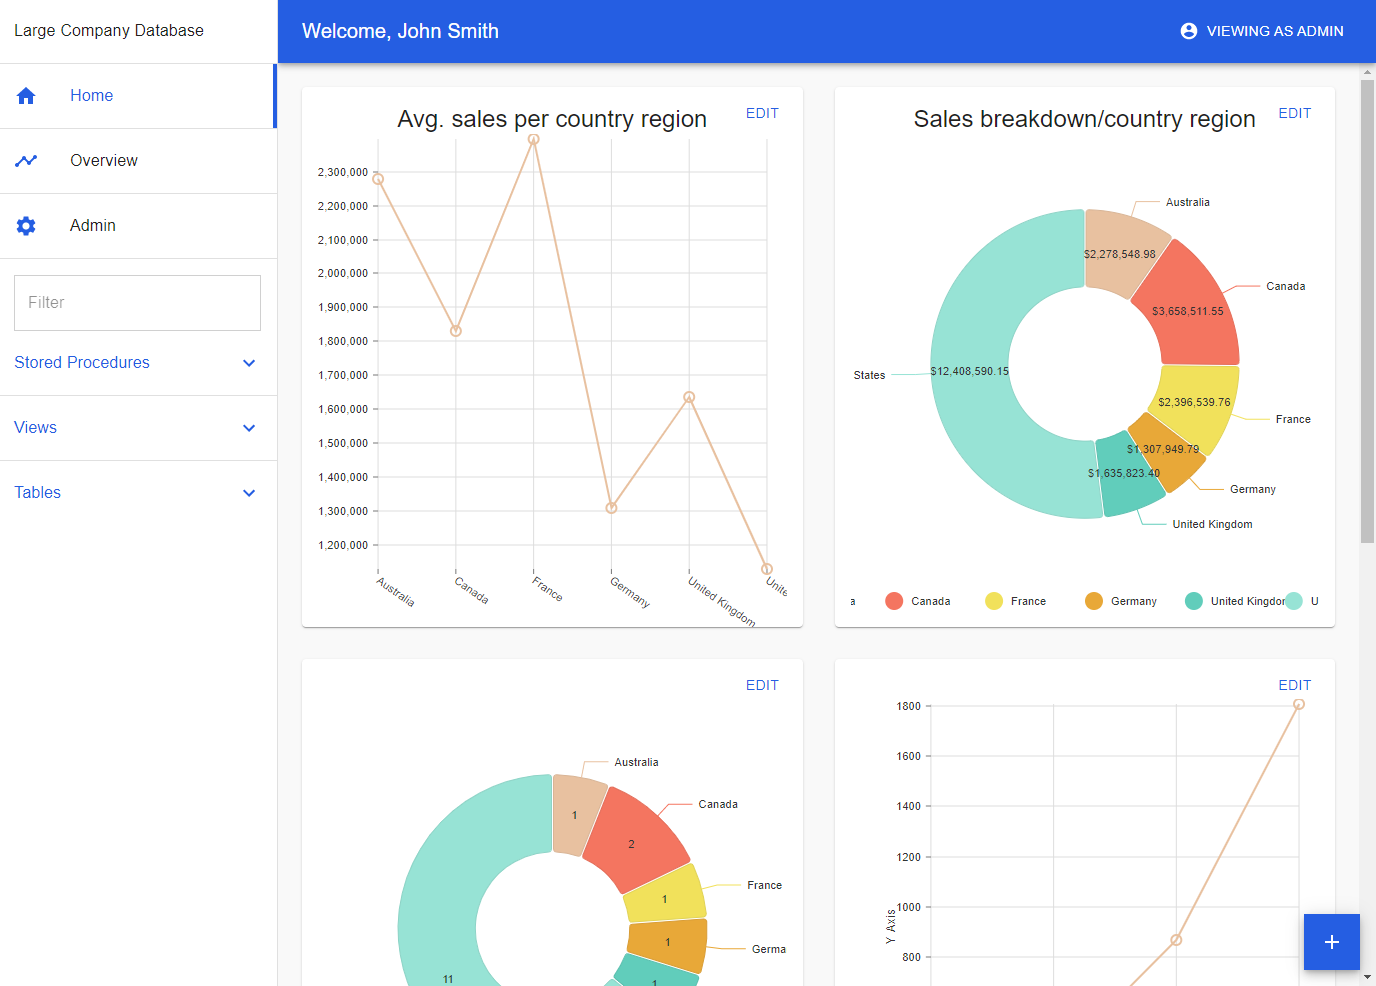 Large Company Database
Welcome, John Smith
VIEWING AS ADMIN
Home
Overview
Admin
Filter
Stored Procedures
Views
Tables
Avg. sales per country region
EDIT
2,300,000
2,200,000
2,100,000
2,000,000
1,900,000
1,800,000
1,700,000
1,600,000
1,500,000
1,400,000
1,300,000
1,200,000
Australia
Canada
France
Germany
United Kingdom
Unite
Sales breakdown/country region
EDIT
Australia
$2,278,548.98
Canada
$3,658,511.55
States
$12,408,590.15
$2,396,539.76
France
$1,307,949.79
$1,635,823.40
Germany
United Kingdom
a
Canada
France
Germany
United Kingdor
U
EDIT
Australia
1
Canada
2
France
1
Germa
1
11
1
EDIT
1800
1600
1400
1200
1000
800
Y Axis